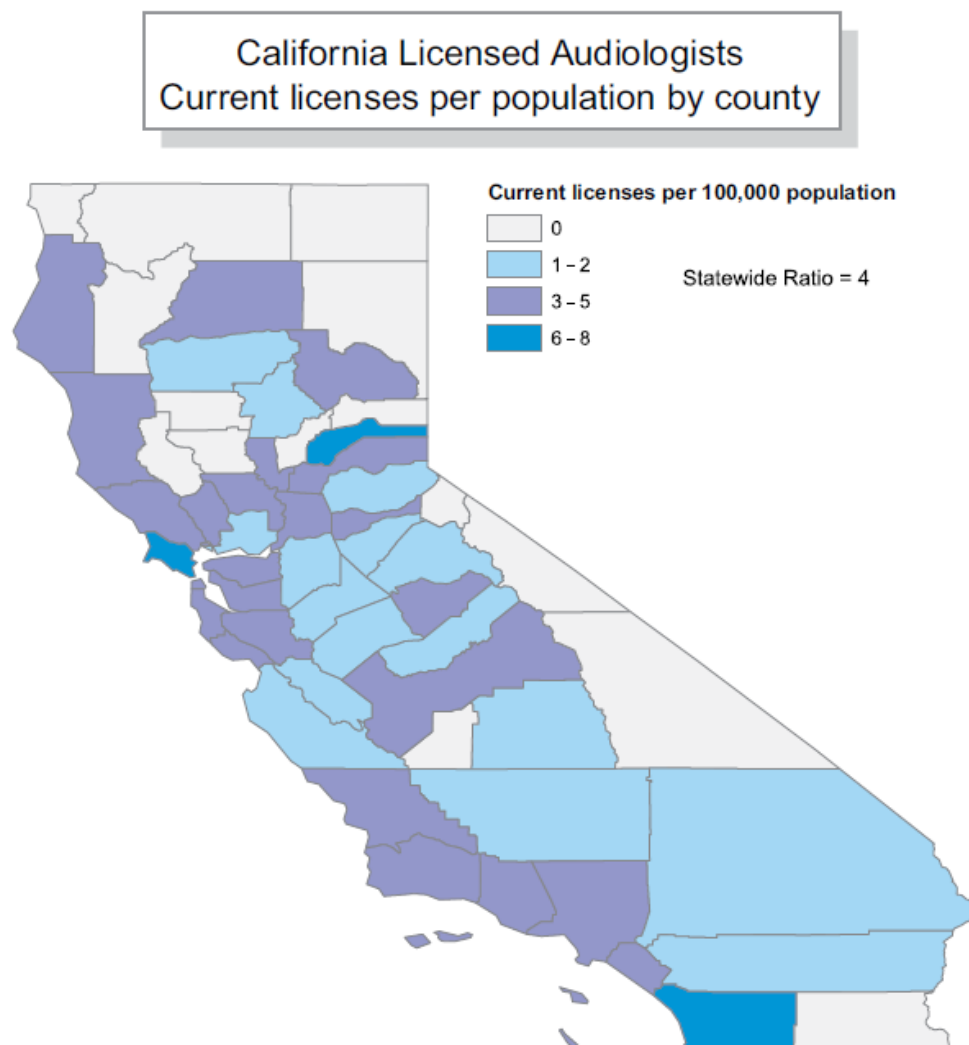 California Licensed Audiologists
Current licenses per population by county
Current licenses per 100,000 population
0
1 – 2
Statewide Ratio = 4
3 – 5
6 – 8